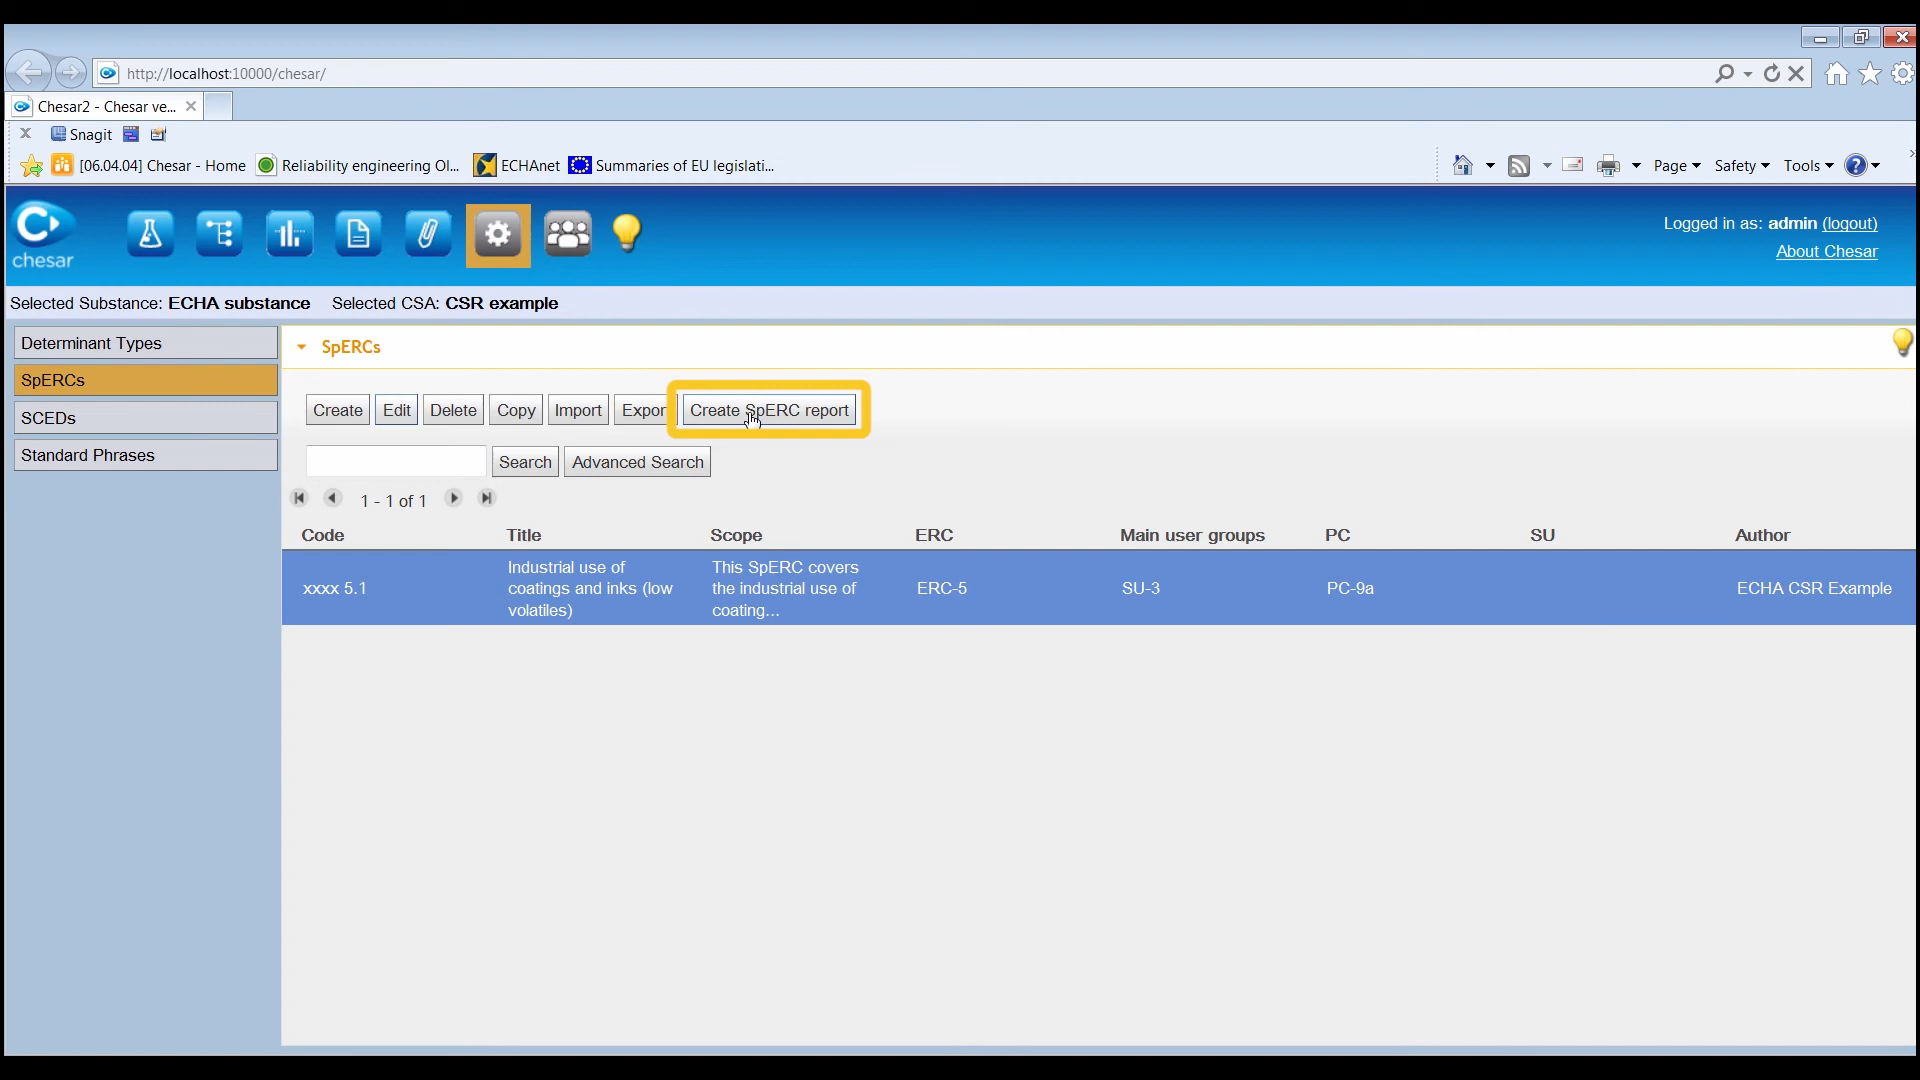 http://localhost:10000/chesar/
Chesar2 - Chesar ve...
Snagit
[06.04.04] Chesar - Home Reliability engineering Ol... ECHAnet Summaries of EU legislati... Page Safety Tools
chesar
Logged in as: admin (logout)
About Chesar
Selected Substance: ECHA substance Selected CSA: CSR example
Determinant Types
SpERCs
SCEDs
Standard Phrases
SpERCs
Create Edit Delete Copy Import Expor Create SpERC report
Search Advanced Search
1 - 1 of 1
Code Title Scope ERC Main user groups PC SU Author
xxxx 5.1
Industrial use of
coatings and inks (low
volatiles)
This SpERC covers
the industrial use of
coating...
ERC-5
SU-3
PC-9a
ECHA CSR Example